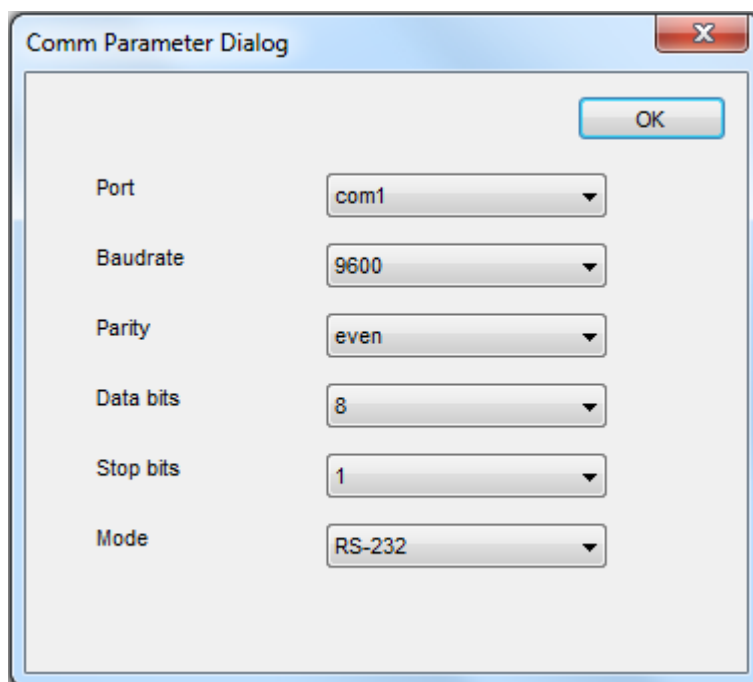 Comm Parameter Dialog
OK
Port com1
Baudrate 9600
Parity even
Data bits 8
Stop bits 1
Mode RS-232